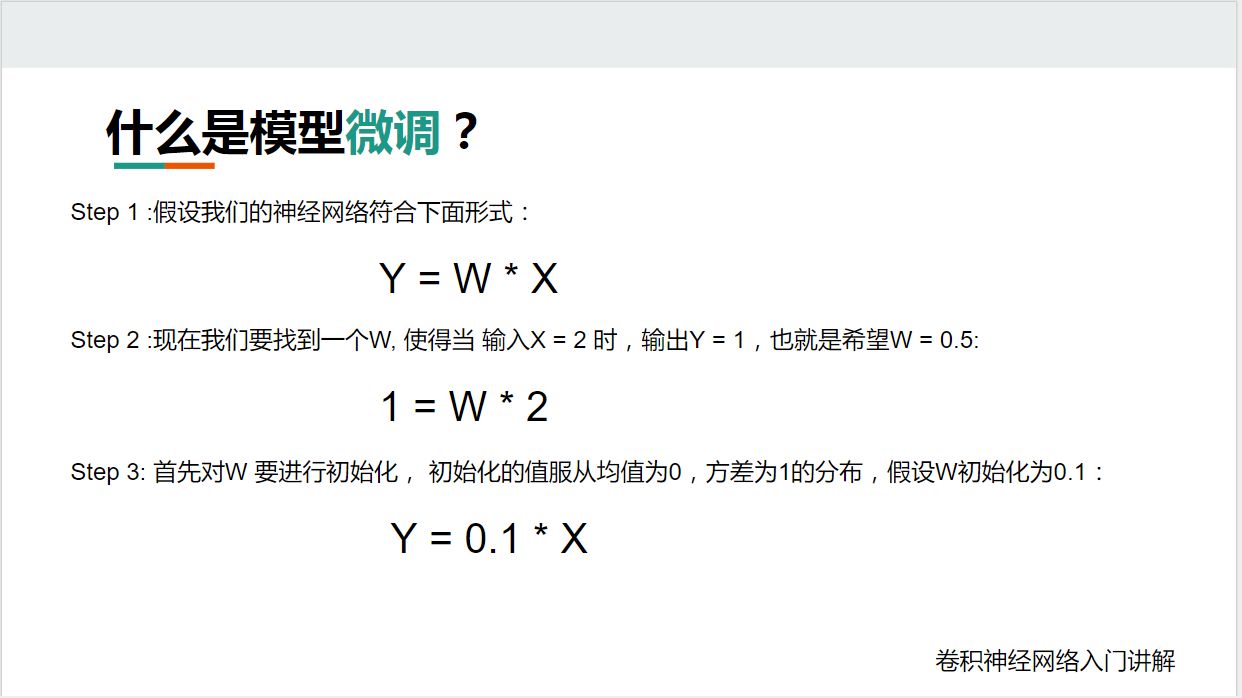 什么是模型微调？
Step 1 :假设我们的神经网络符合下面形式：
Y = W * X
Step 2 :现在我们要找到一个W, 使得当 输入X = 2 时，输出Y = 1，也就是希望W = 0.5:
1 = W * 2
Step 3: 首先对W 要进行初始化， 初始化的值服从均值为0，方差为1的分布，假设W初始化为0.1：
Y = 0.1 * X
卷积神经网络入门讲解